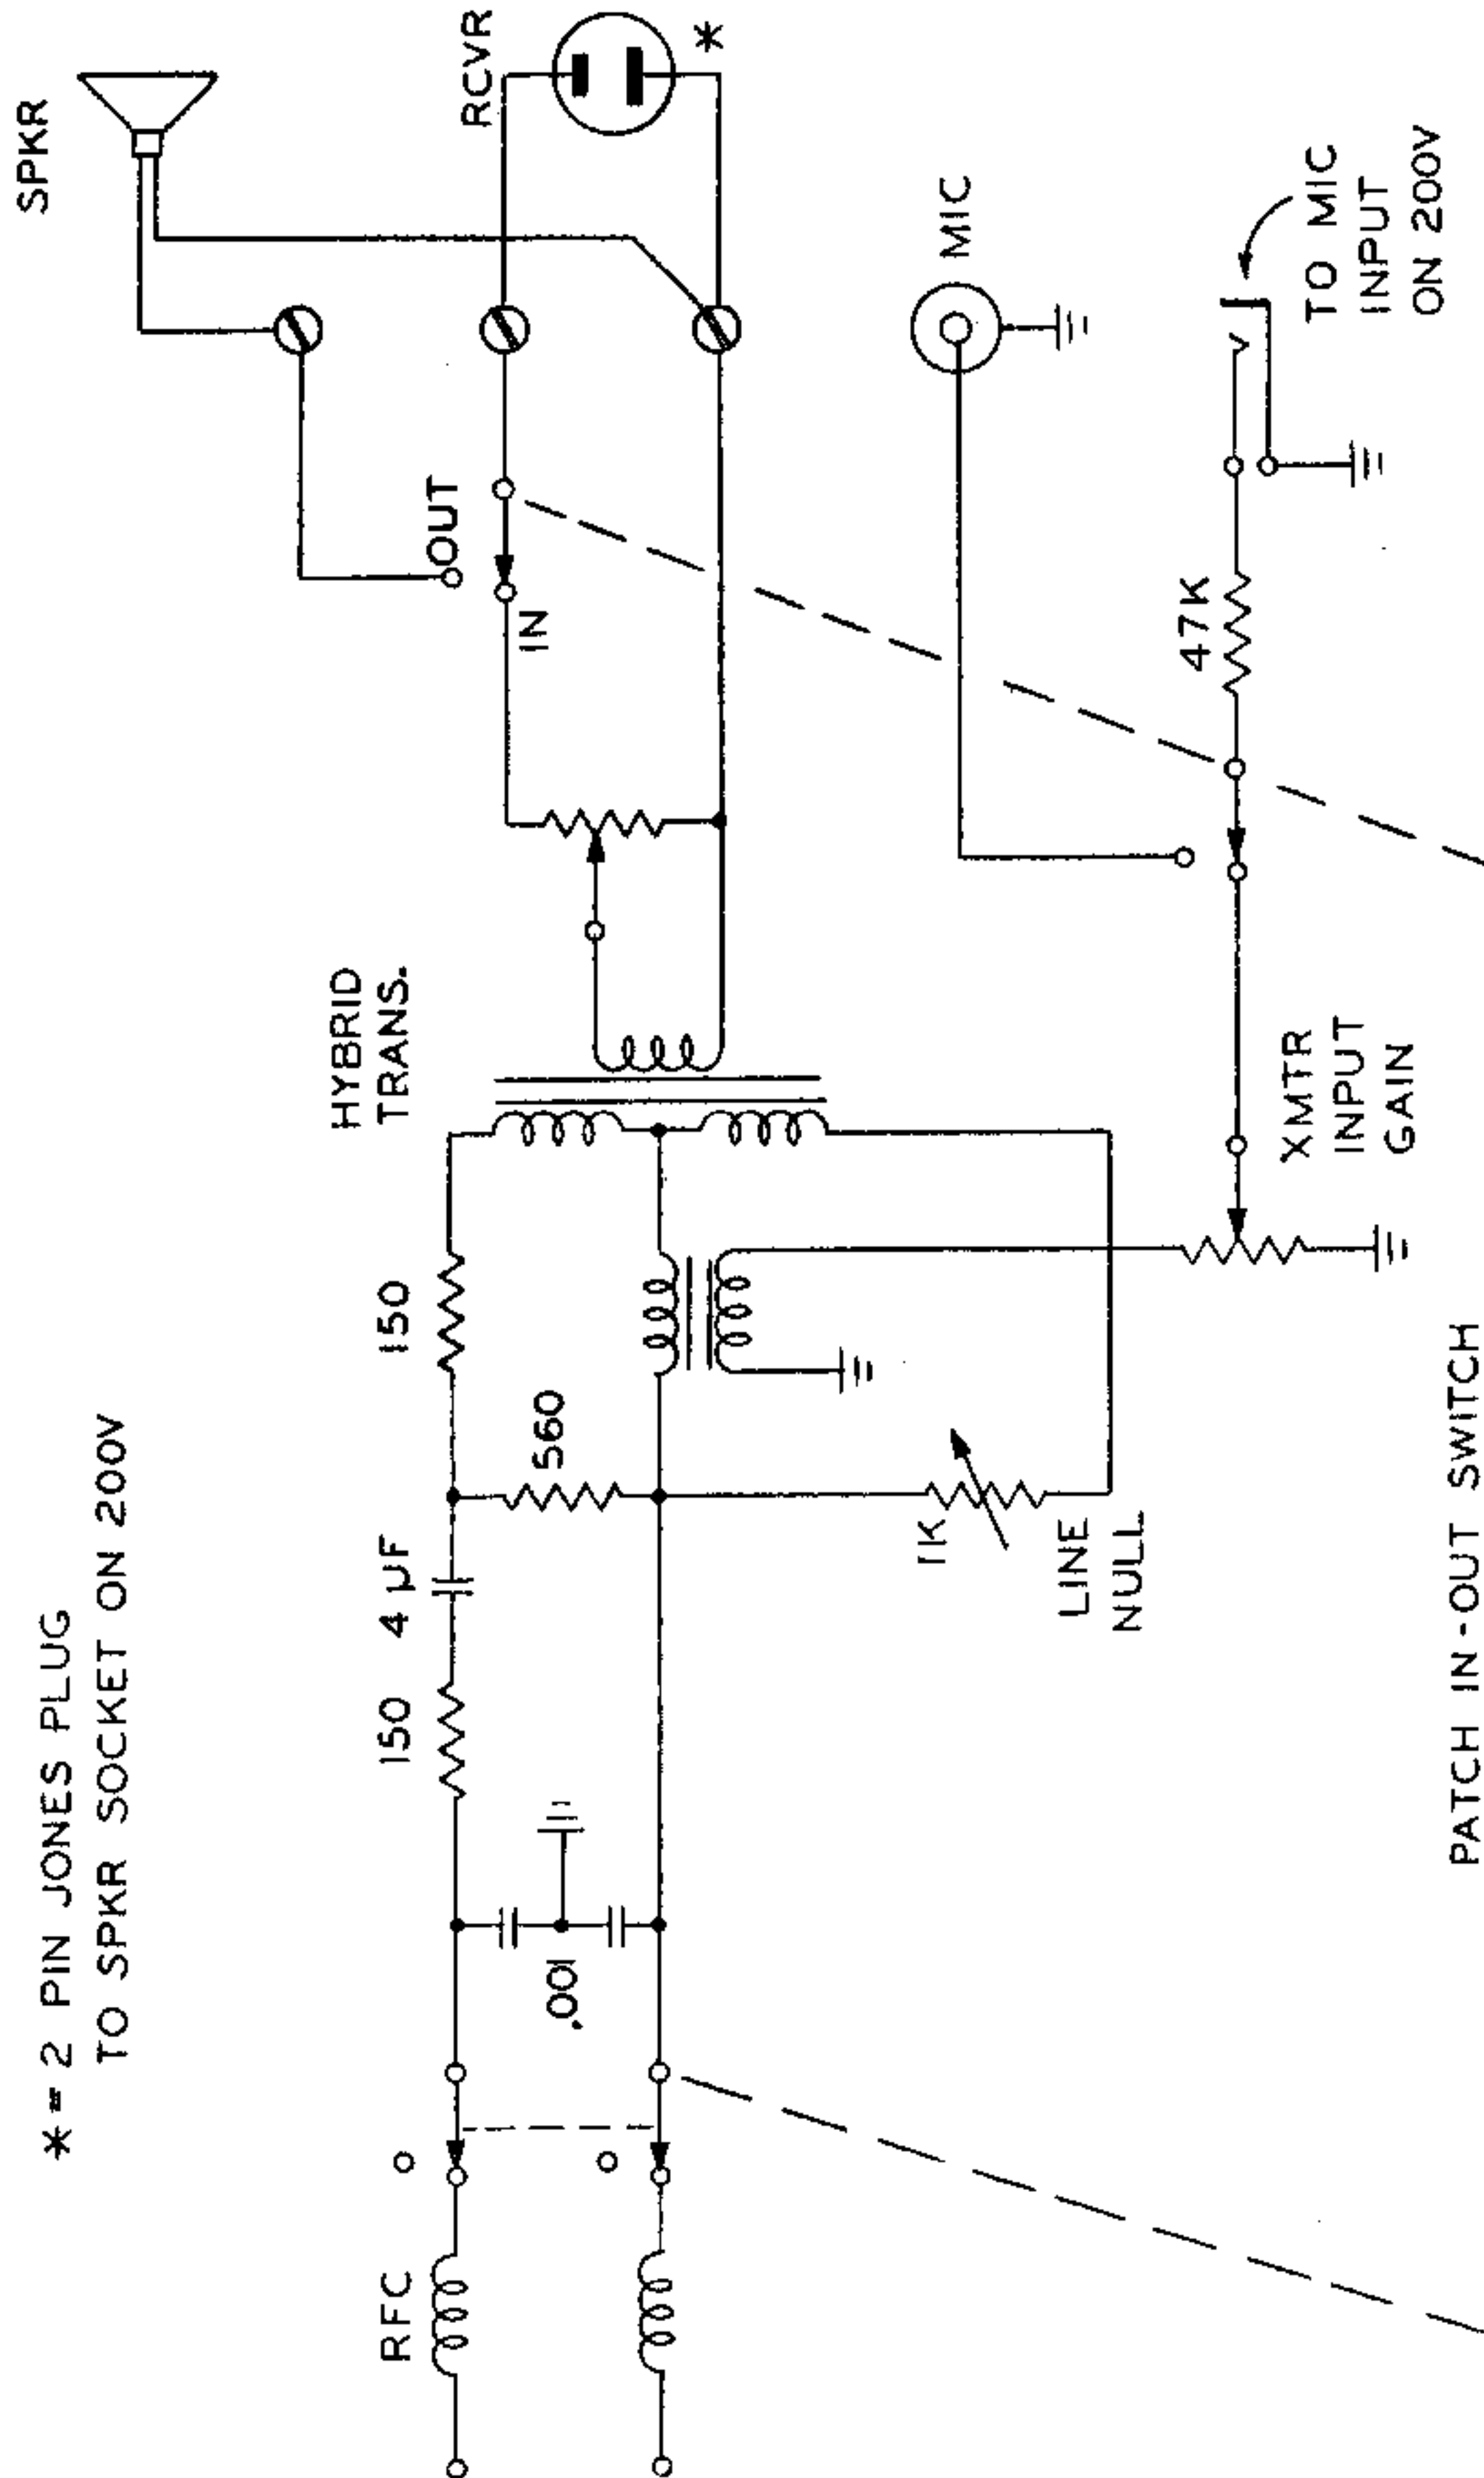 * = 2 PIN JONES PLUG
TO SPKR SOCKET ON 200V
SPKR
RCVR
*
HYBRID
TRANS.
OUT
IN
RFC
150
4 µF
150
560
.001
MIC
1K
LINE
NULL
47K
XMTR
INPUT
GAIN
TO MIC
INPUT
ON 200V
PATCH IN-OUT SWITCH